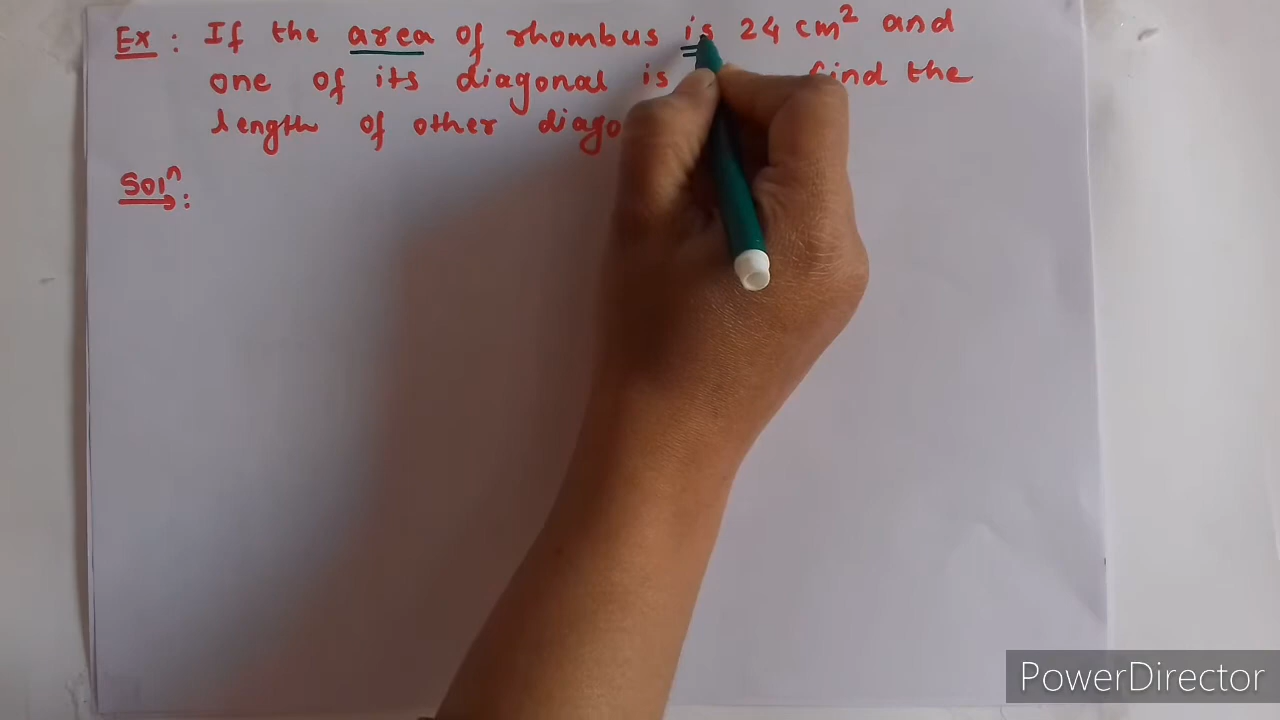 Ex : If the area of rhombus is 24 cm² and
one of its diagonal is find the
length of other
Solⁿ :
PowerDirector